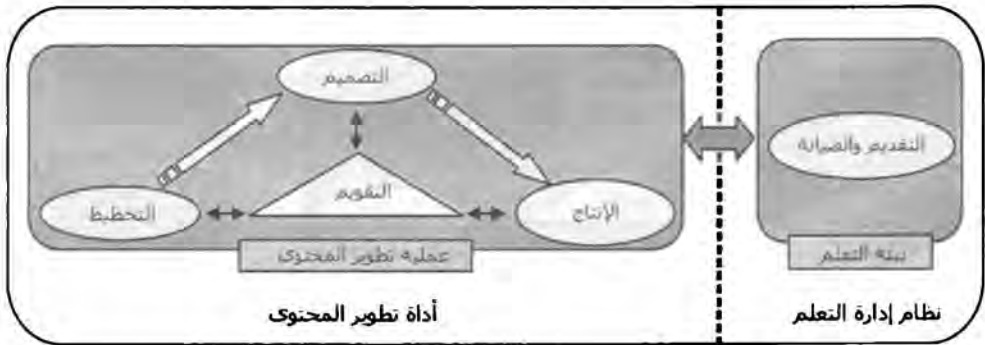 التصميم
التقديم والصيانة
التقويم
التخطيط
الإنتاج
عملية تطوير المحتوى
بيئة التعلم
أداة تطوير المحتوى
نظام إدارة التعلم